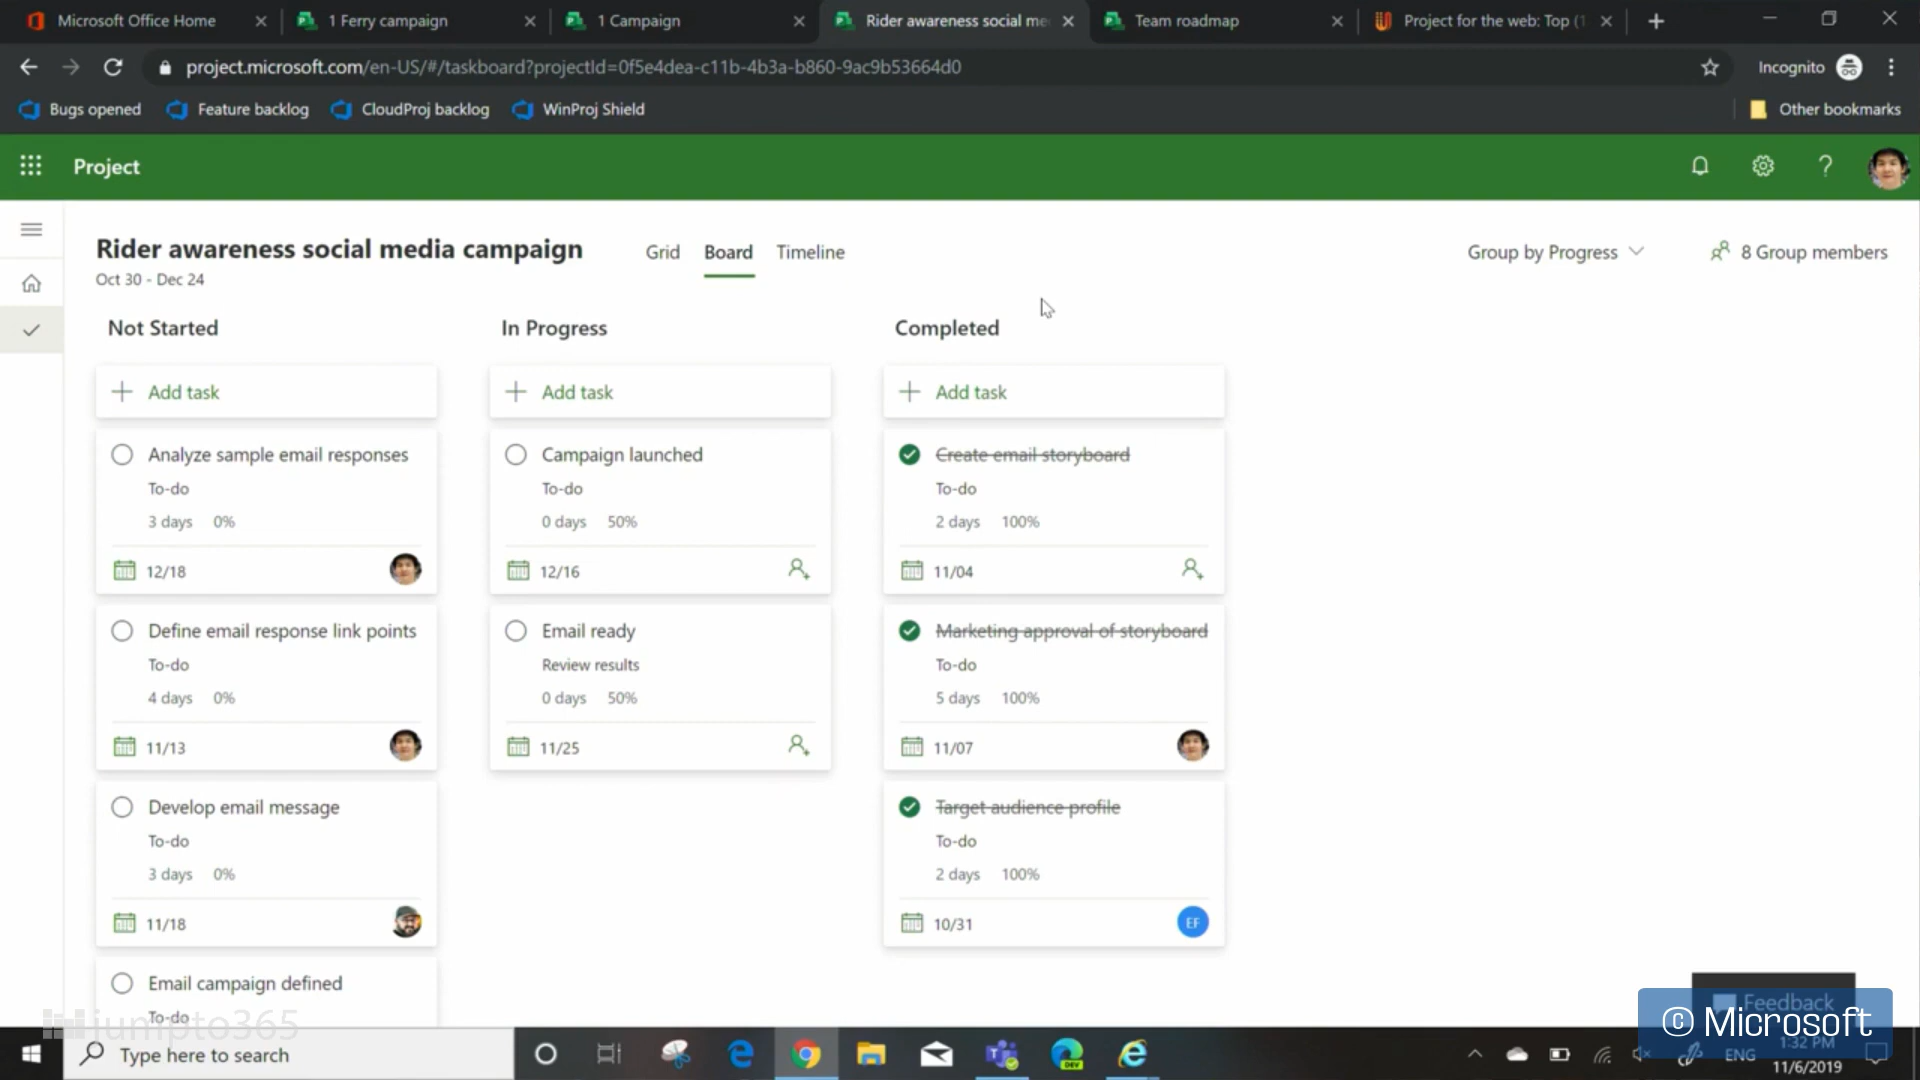 Microsoft Office Home
1 Ferry campaign
1 Campaign
Rider awareness social me
Team roadmap
Project for the web: Top (1
project.microsoft.com/en-US/#/taskboard?projectId=0f5e4dea-c11b-4b3a-b860-9ac9b53664d0
Incognito
Bugs opened
Feature backlog
CloudProj backlog
WinProj Shield
Other bookmarks
Project
Rider awareness social media campaign
Oct 30 - Dec 24
Grid
Board
Timeline
Group by Progress
8 Group members
Not Started
Add task
Analyze sample email responses
To-do
3 days 0%
12/18
Define email response link points
To-do
4 days 0%
11/13
Develop email message
To-do
3 days 0%
11/18
Email campaign defined
To-do
In Progress
Add task
Campaign launched
To-do
0 days 50%
12/16
Email ready
Review results
0 days 50%
11/25
Completed
Add task
Create email storyboard
To-do
2 days 100%
11/04
Marketing approval of storyboard
To-do
5 days 100%
11/07
Target audience profile
To-do
2 days 100%
10/31
EF
Feedback
© Microsoft
jumpto365
Type here to search
DEV
ENG
1:32 PM
11/6/2019